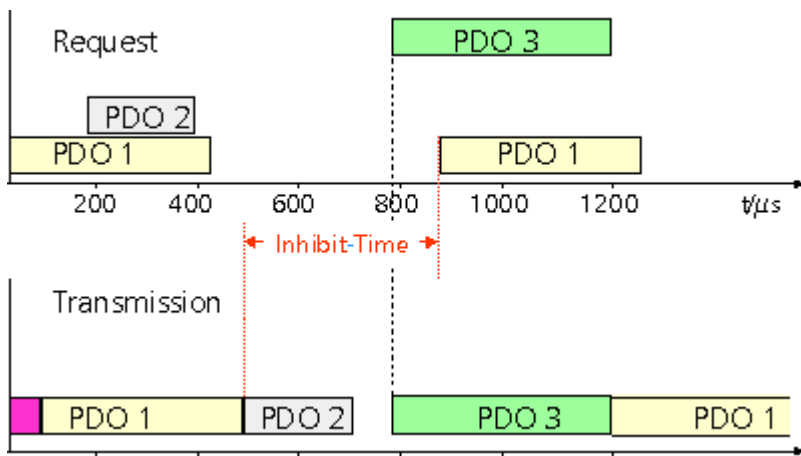 Request
PDO 3
PDO 2
PDO 1
PDO 1
200 400 600 800 1000 1200 t/µs
Inhibit-Time
Transmission
PDO 1 PDO 2 PDO 3 PDO 1